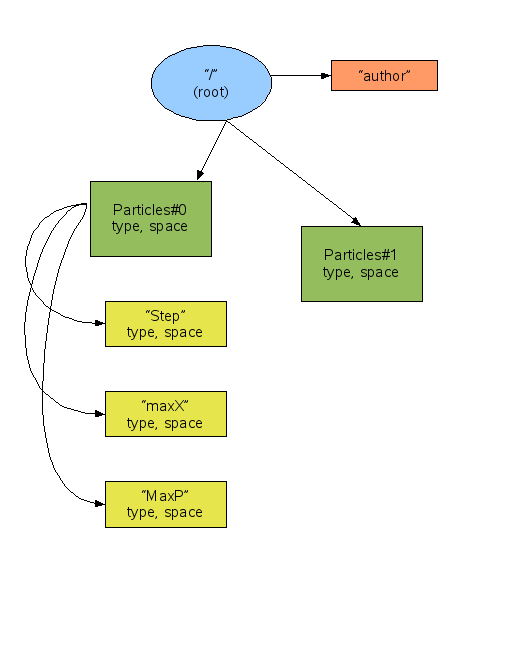 “/”
(root)
“author”
Particles#0
type, space
Particles#1
type, space
“Step”
type, space
“maxX”
type, space
“MaxP”
type, space